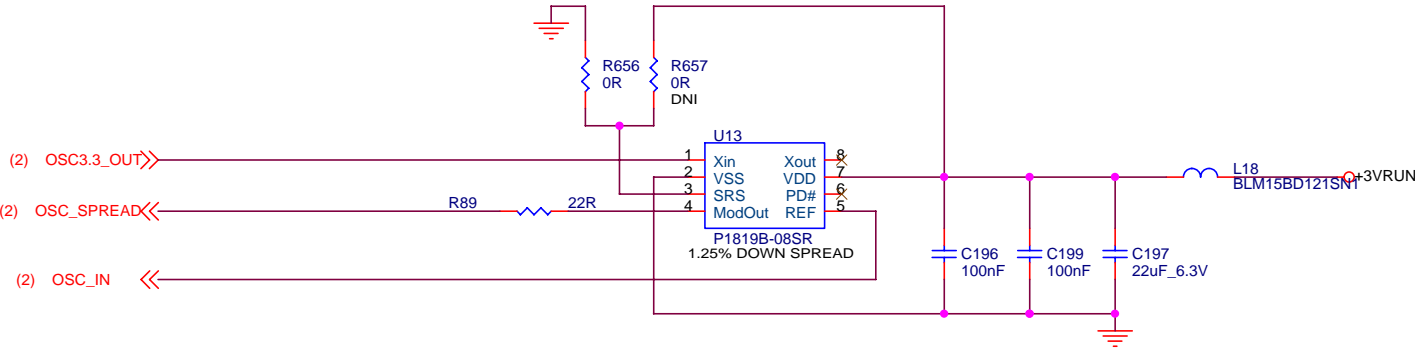 R656
0R
R657
0R
DNI
U13
(2) OSC3.3_OUT
1 Xin Xout 8
2 VSS VDD 7
3 SRS PD# 6
4 ModOut REF 5
L18
BLM15BD121SN1
+3VRUN
(2) OSC_SPREAD
R89 22R
P1819B-08SR
1.25% DOWN SPREAD
C196
100nF
C199
100nF
C197
22uF_6.3V
(2) OSC_IN